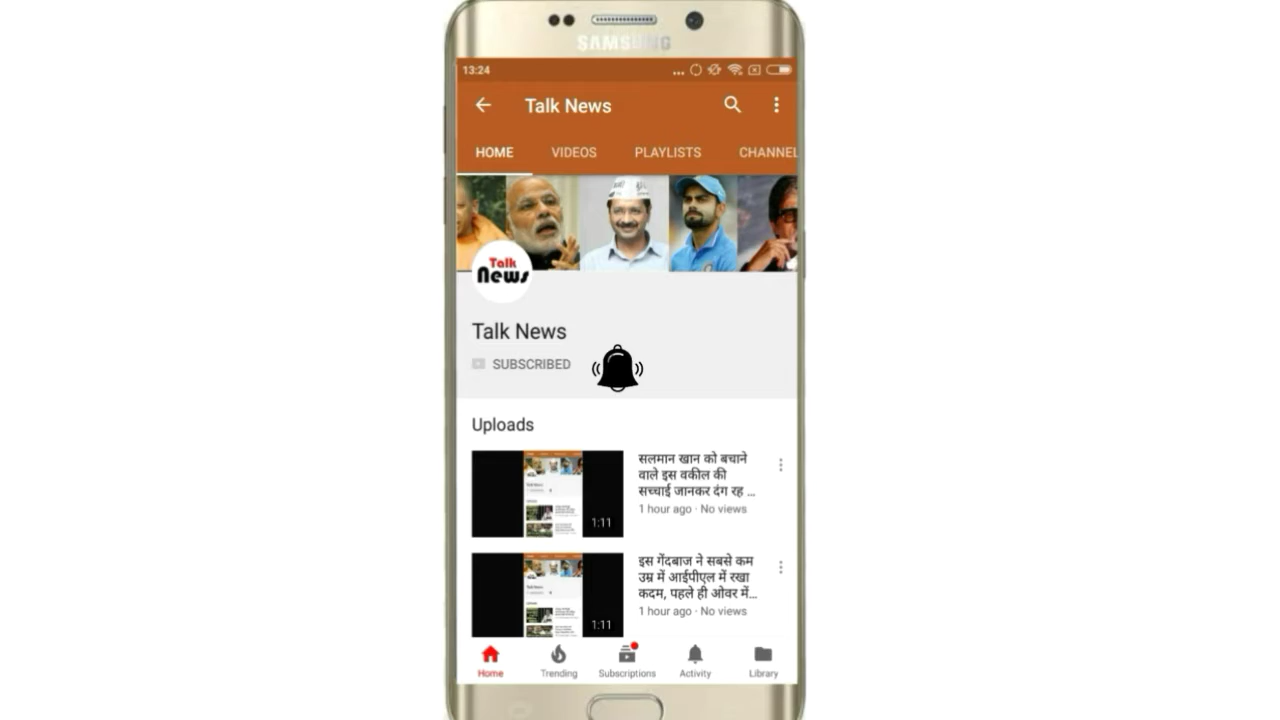 SAMSUNG
13:24
Talk News
HOME VIDEOS PLAYLISTS CHANNEL
Talk
News
Talk News
SUBSCRIBED
Uploads
सलमान खान को बचाने
वाले इस वकील की
सच्चाई जानकर दंग रह ...
1 hour ago · No views
1:11
इस गेंदबाज ने सबसे कम
उम्र में आईपीएल में रखा
कदम, पहले ही ओवर में...
1 hour ago · No views
1:11
Home Trending Subscriptions Activity Library